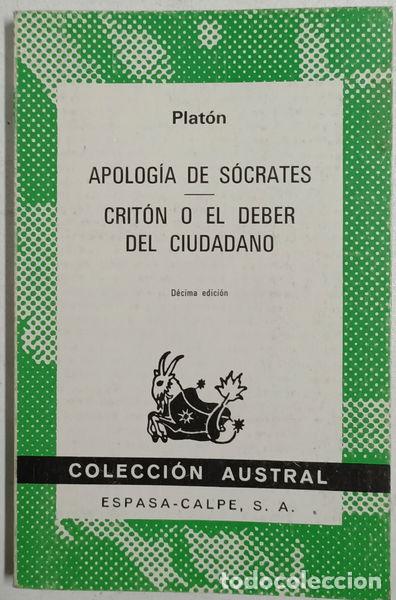 Platón
APOLOGÍA DE SÓCRATES
CRITÓN O EL DEBER
DEL CIUDADANO
Décima edición
COLECCIÓN AUSTRAL
ESPASA-CALPE, S. A.
todocoleccion